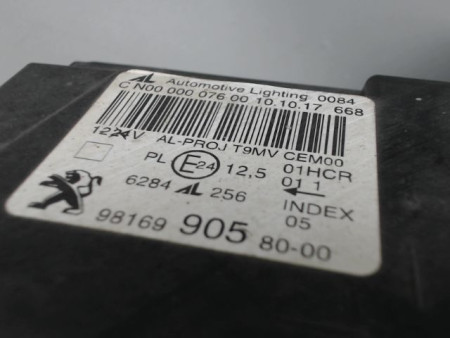 AL Automotive Lighting 0084
C N00 000 076 00 10.10.17 668
AL-PROJ T9MV CEM00
PL E24 12,5 01HCR
01 1
6284 AL 256 INDEX
05
98169 905 80-00